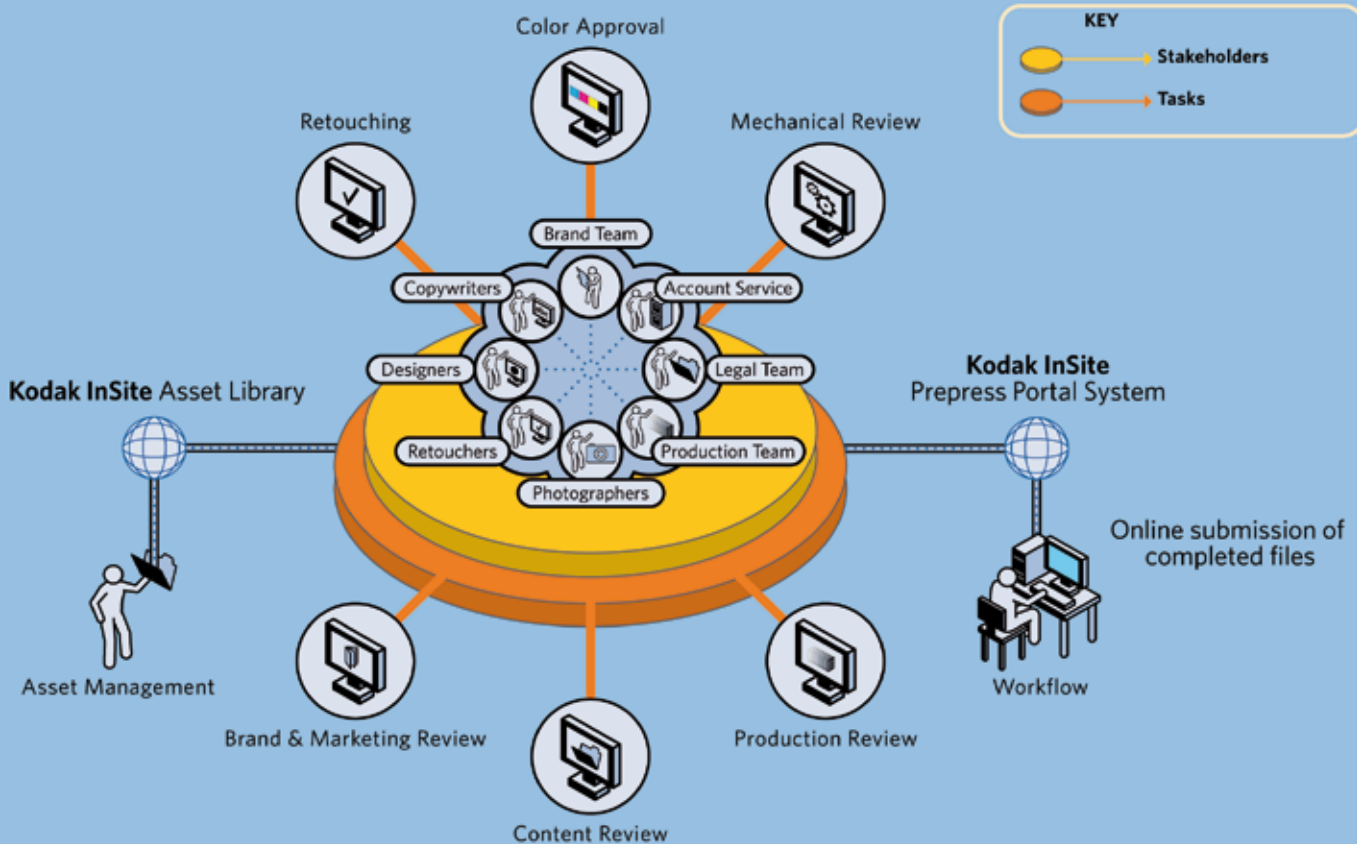 KEY
Stakeholders
Tasks
Color Approval
Retouching
Mechanical Review
Brand Team
Copywriters
Account Service
Designers
Legal Team
Retouchers
Production Team
Photographers
Kodak InSite Asset Library
Kodak InSite
Prepress Portal System
Online submission of
completed files
Asset Management
Workflow
Brand & Marketing Review
Production Review
Content Review